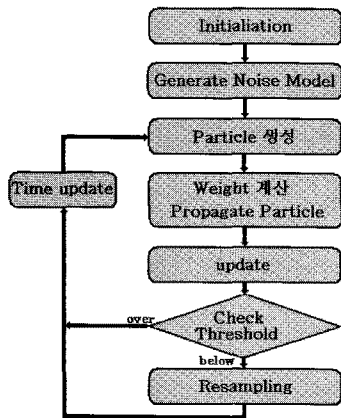 Initialiation
Generate Noise Model
Particle 생성
Time update
Weight 계산
Propagate Particle
update
over
Check
Threshold
below
Resampling